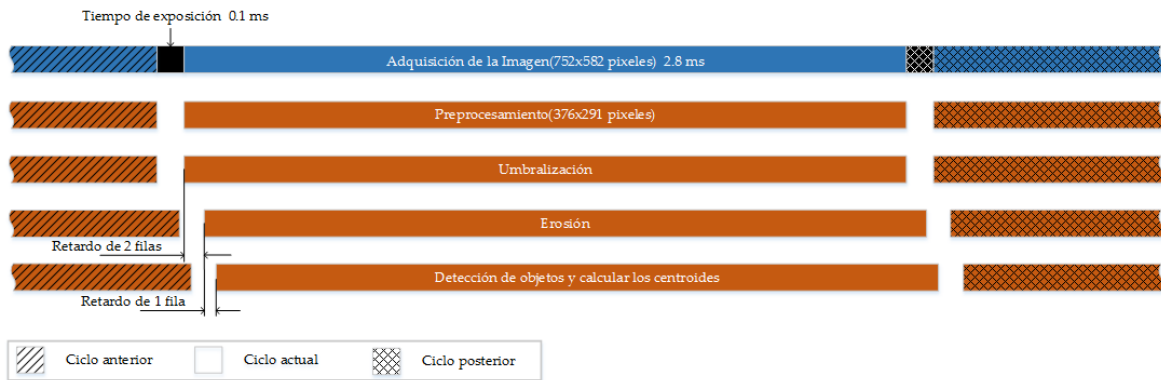 Tiempo de exposición 0.1 ms
Adquisición de la Imagen(752x582 pixeles) 2.8 ms
Preprocesamiento(376x291 pixeles)
Umbralización
Erosión
Retardo de 2 filas
Detección de objetos y calcular los centroides
Retardo de 1 fila
Ciclo anterior
Ciclo actual
Ciclo posterior